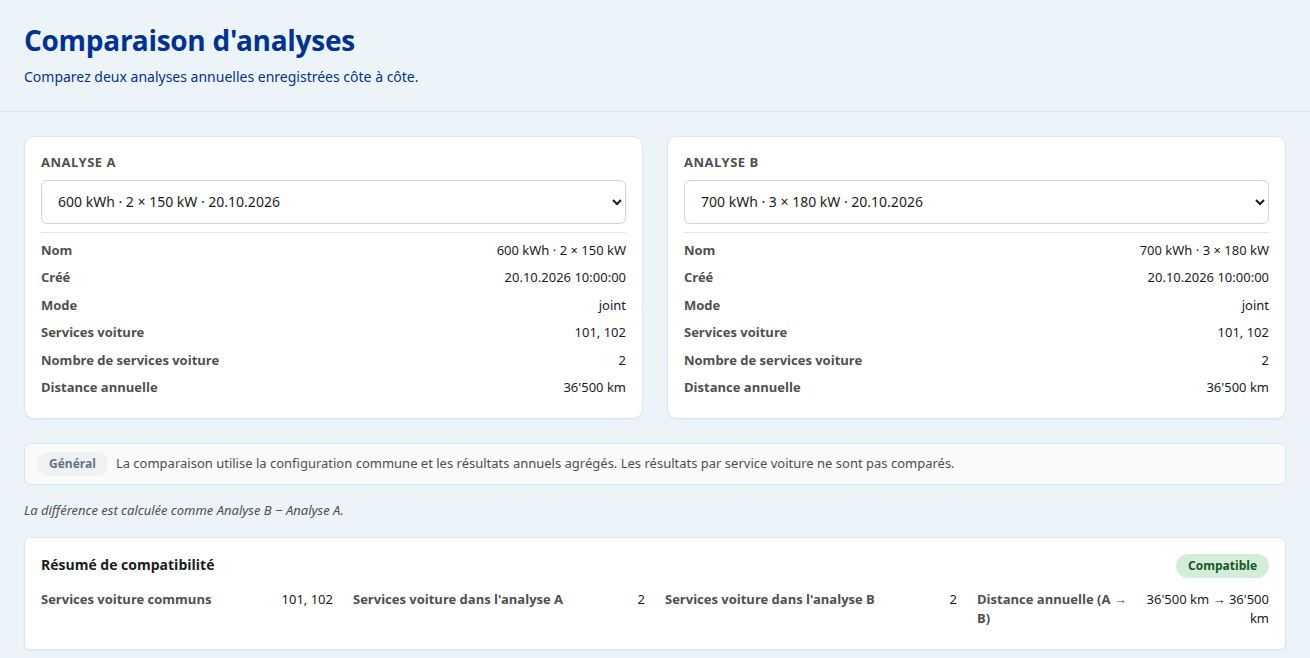 Comparaison d'analyses
Comparez deux analyses annuelles enregistrées côte à côte.
ANALYSE A
600 kWh · 2 × 150 kW · 20.10.2026
Nom 600 kWh · 2 × 150 kW
Créé 20.10.2026 10:00:00
Mode joint
Services voiture 101, 102
Nombre de services voiture 2
Distance annuelle 36'500 km
ANALYSE B
700 kWh · 3 × 180 kW · 20.10.2026
Nom 700 kWh · 3 × 180 kW
Créé 20.10.2026 10:00:00
Mode joint
Services voiture 101, 102
Nombre de services voiture 2
Distance annuelle 36'500 km
Général La comparaison utilise la configuration commune et les résultats annuels agrégés. Les résultats par service voiture ne sont pas comparés.
La différence est calculée comme Analyse B − Analyse A.
Résumé de compatibilité Compatible
Services voiture communs 101, 102
Services voiture dans l'analyse A 2
Services voiture dans l'analyse B 2
Distance annuelle (A →
B)
36'500 km → 36'500
km